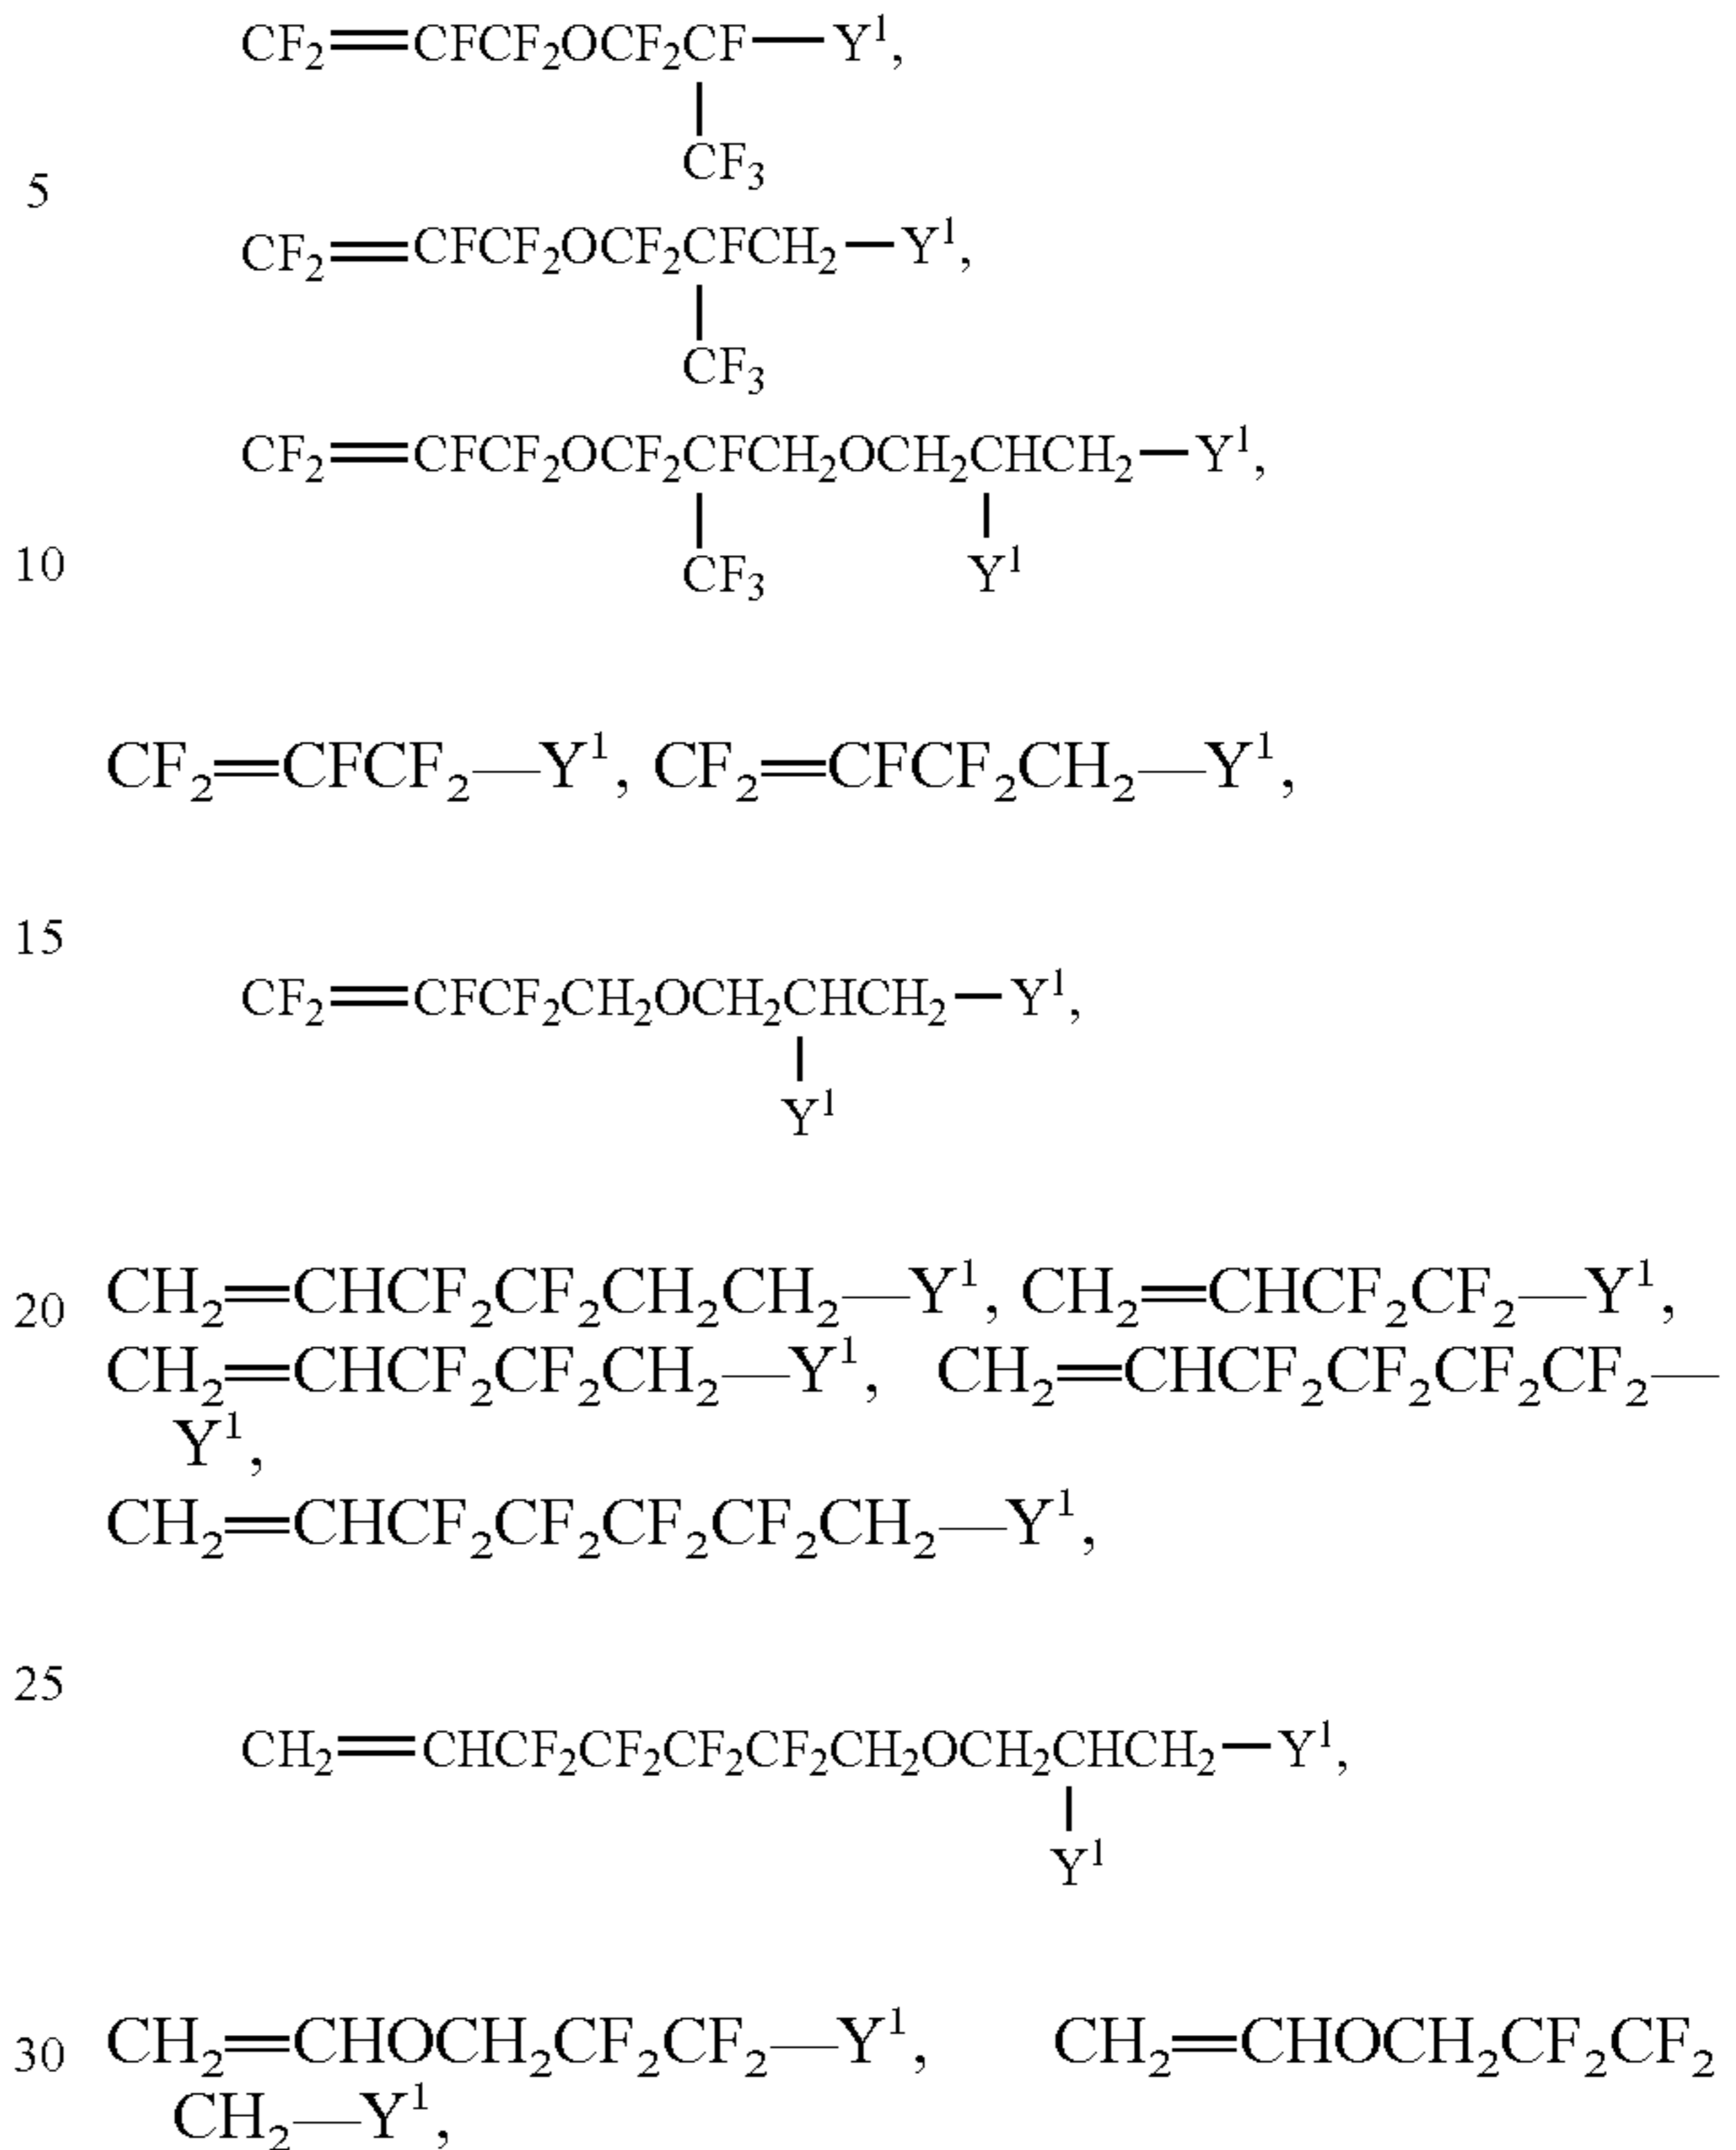 CF₂=CFCF₂OCF₂CF—Y¹,
|
CF₃
5
CF₂=CFCF₂OCF₂CFCH₂—Y¹,
|
CF₃
CF₂=CFCF₂OCF₂CFCH₂OCH₂CHCH₂—Y¹,
| |
10 CF₃ Y¹
CF₂=CFCF₂—Y¹, CF₂=CFCF₂CH₂—Y¹,
15
CF₂=CFCF₂CH₂OCH₂CHCH₂—Y¹,
|
Y¹
20 CH₂=CHCF₂CF₂CH₂CH₂—Y¹, CH₂=CHCF₂CF₂—Y¹,
CH₂=CHCF₂CF₂CH₂—Y¹, CH₂=CHCF₂CF₂CF₂CF₂—
Y¹,
CH₂=CHCF₂CF₂CF₂CF₂CH₂—Y¹,
25
CH₂=CHCF₂CF₂CF₂CF₂CH₂OCH₂CHCH₂—Y¹,
|
Y¹
30 CH₂=CHOCH₂CF₂CF₂—Y¹, CH₂=CHOCH₂CF₂CF₂
CH₂—Y¹,